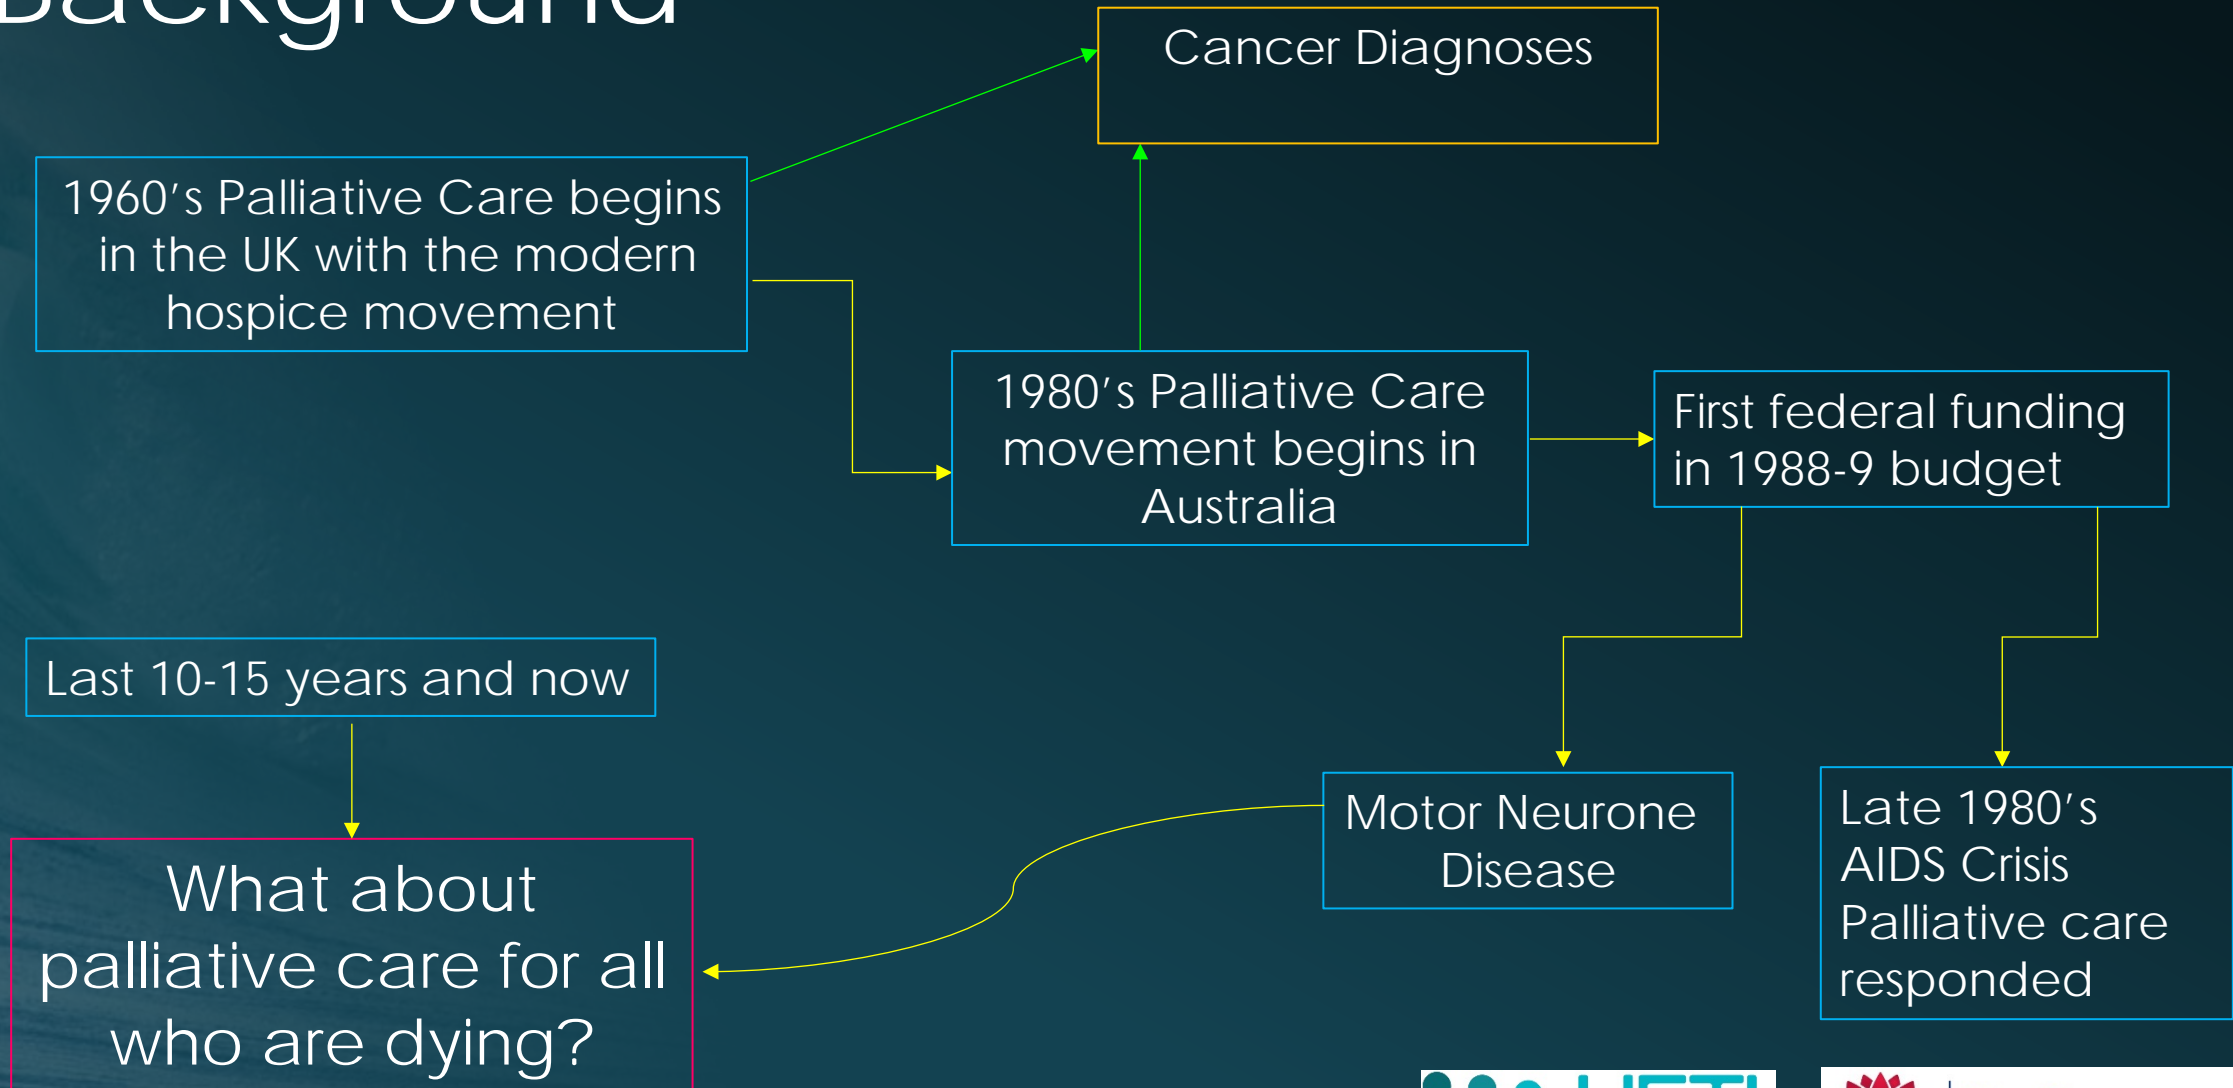 Background
Cancer Diagnoses
1960's Palliative Care begins
in the UK with the modern
hospice movement
1980's Palliative Care
movement begins in
Australia
First federal funding
in 1988-9 budget
Last 10-15 years and now
Motor Neurone
Disease
Late 1980's
AIDS Crisis
Palliative care
responded
What about
palliative care for all
who are dying?
HETI